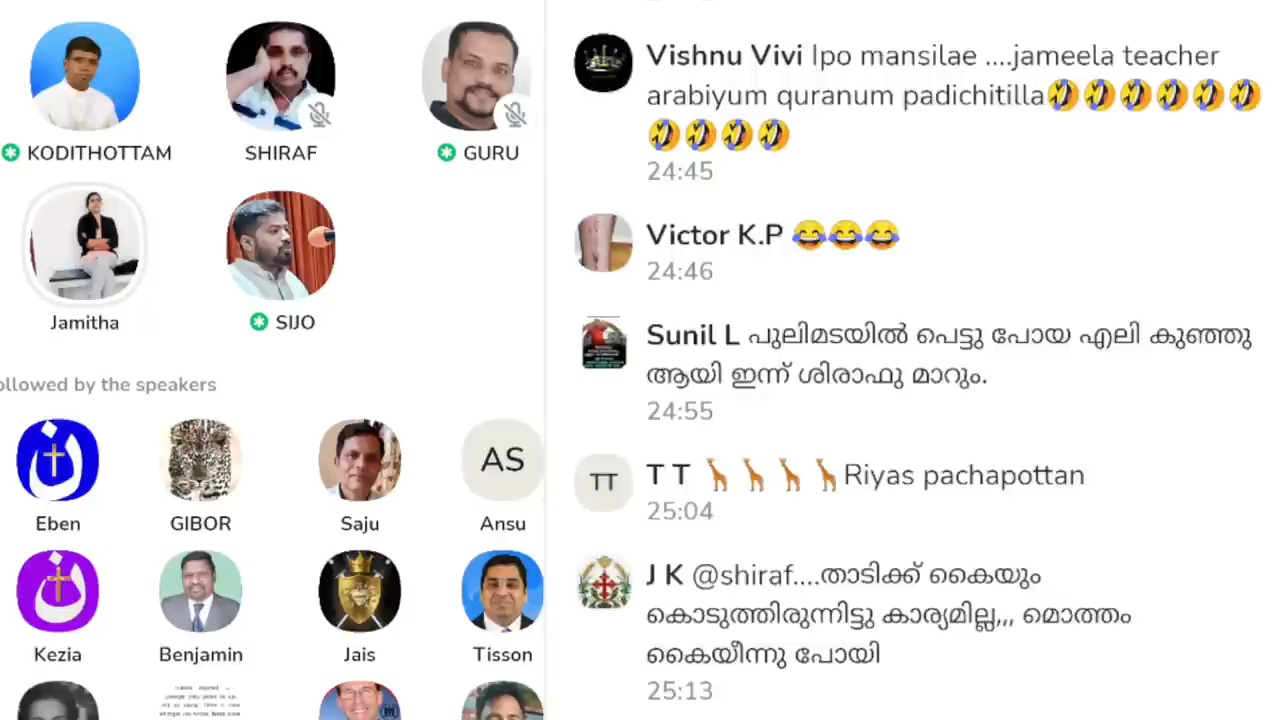 KODITHOTTAM
SHIRAF
GURU
Jamitha
SIJO
ollowed by the speakers
AS
Eben
GIBOR
Saju
Ansu
Kezia
Benjamin
Jais
Tisson
Vishnu Vivi Ipo mansilae ....jameela teacher
arabiyum quranum padichitilla🤣🤣🤣🤣🤣🤣
🤣🤣🤣🤣
24:45
Victor K.P 😂😂😂
24:46
Sunil L പുലിമടയിൽ പെട്ടു പോയ എലി കുഞ്ഞു
ആയി ഇന്ന് ശിരാഫു മാറും.
24:55
TT
T T 🦒🦒🦒🦒Riyas pachapottan
25:04
J K @shiraf....താടിക്ക് കൈയും
കൊടുത്തിരുന്നിട്ടു കാര്യമില്ല,,, മൊത്തം
കൈയീന്നു പോയി
25:13